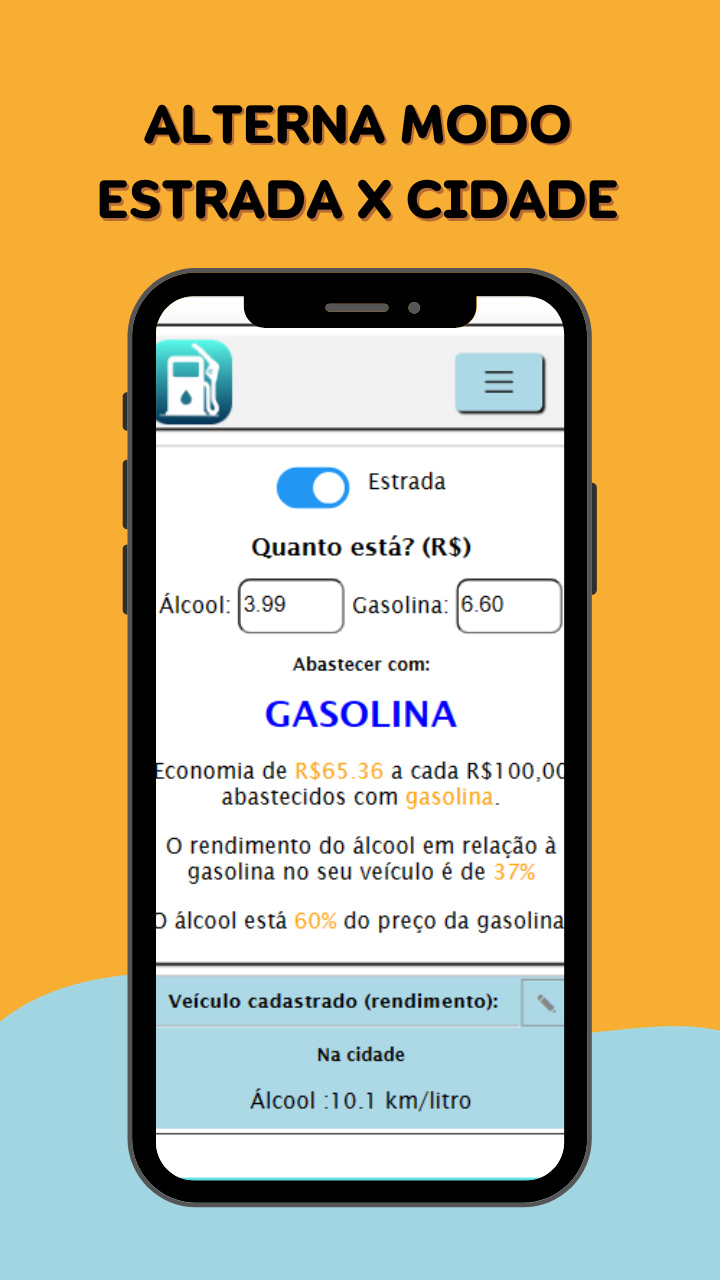 ALTERNA MODO
ESTRADA X CIDADE
Estrada
Quanto está? (R$)
Álcool: 3.99 Gasolina: 6.60
Abastecer com:
GASOLINA
Economia de R$65.36 a cada R$100,00
abastecidos com gasolina.
O rendimento do álcool em relação à
gasolina no seu veículo é de 37%
O álcool está 60% do preço da gasolina
Veículo cadastrado (rendimento):
Na cidade
Álcool :10.1 km/litro